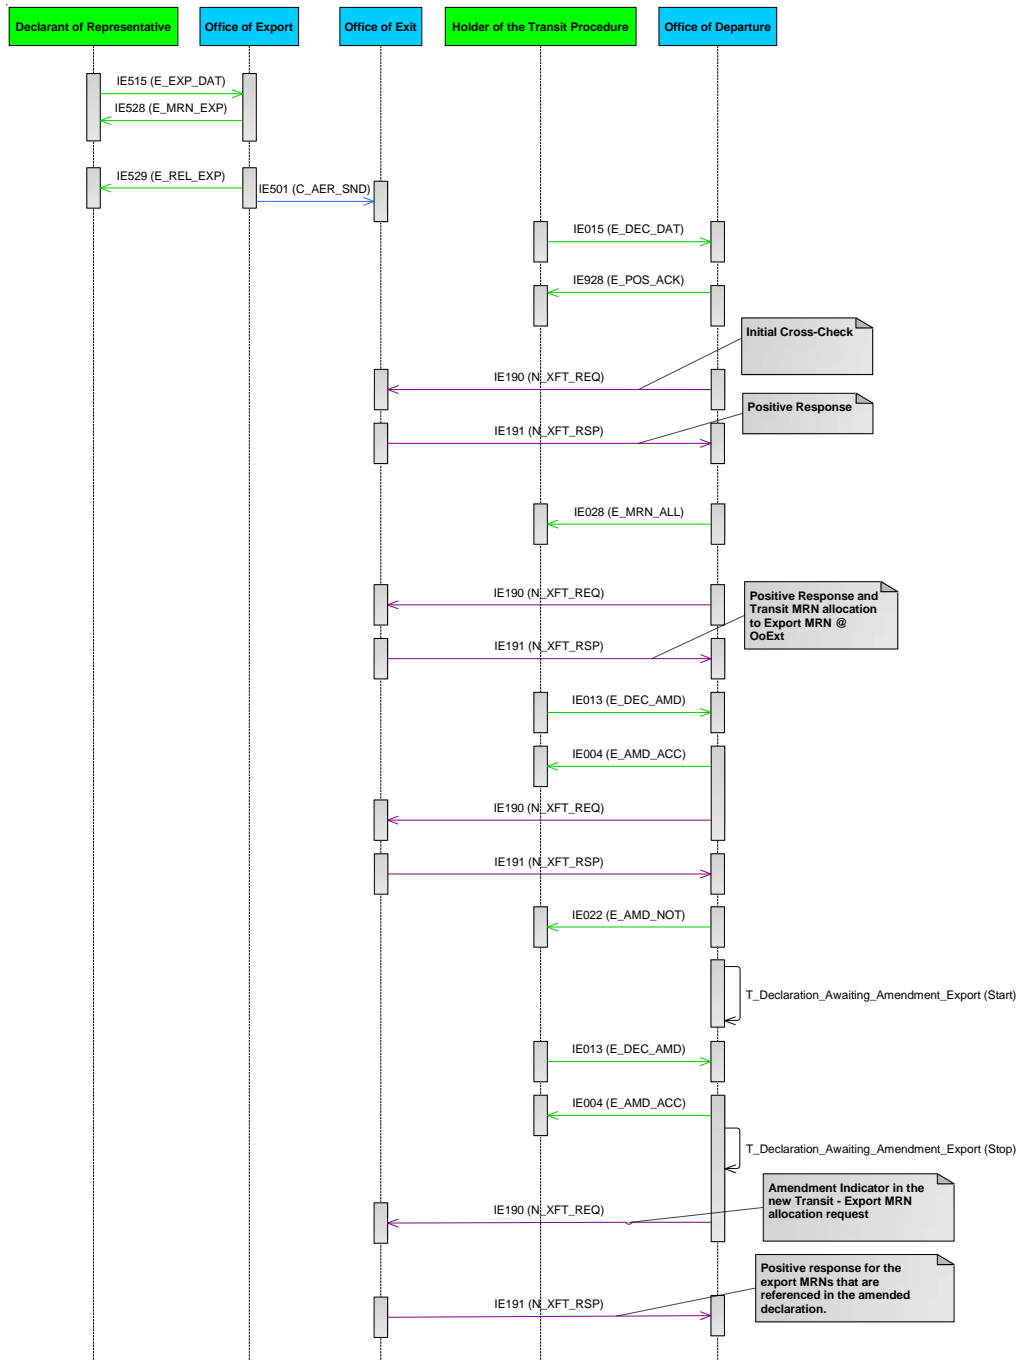 Declarant of Representative
Office of Export
Office of Exit
Holder of the Transit Procedure
Office of Departure
IE515 (E_EXP_DAT)
IE528 (E_MRN_EXP)
IE529 (E_REL_EXP)
IE501 (C_AER_SND)
IE015 (E_DEC_DAT)
IE928 (E_POS_ACK)
Initial Cross-Check
IE190 (N_XFT_REQ)
Positive Response
IE191 (N_XFT_RSP)
IE028 (E_MRN_ALL)
IE190 (N_XFT_REQ)
Positive Response and
Transit MRN allocation
to Export MRN @
OoExt
IE191 (N_XFT_RSP)
IE013 (E_DEC_AMD)
IE004 (E_AMD_ACC)
IE190 (N_XFT_REQ)
IE191 (N_XFT_RSP)
IE022 (E_AMD_NOT)
T_Declaration_Awaiting_Amendment_Export (Start)
IE013 (E_DEC_AMD)
IE004 (E_AMD_ACC)
T_Declaration_Awaiting_Amendment_Export (Stop)
Amendment Indicator in the
new Transit - Export MRN
allocation request
IE190 (N_XFT_REQ)
Positive response for the
export MRNs that are
referenced in the amended
declaration.
IE191 (N_XFT_RSP)